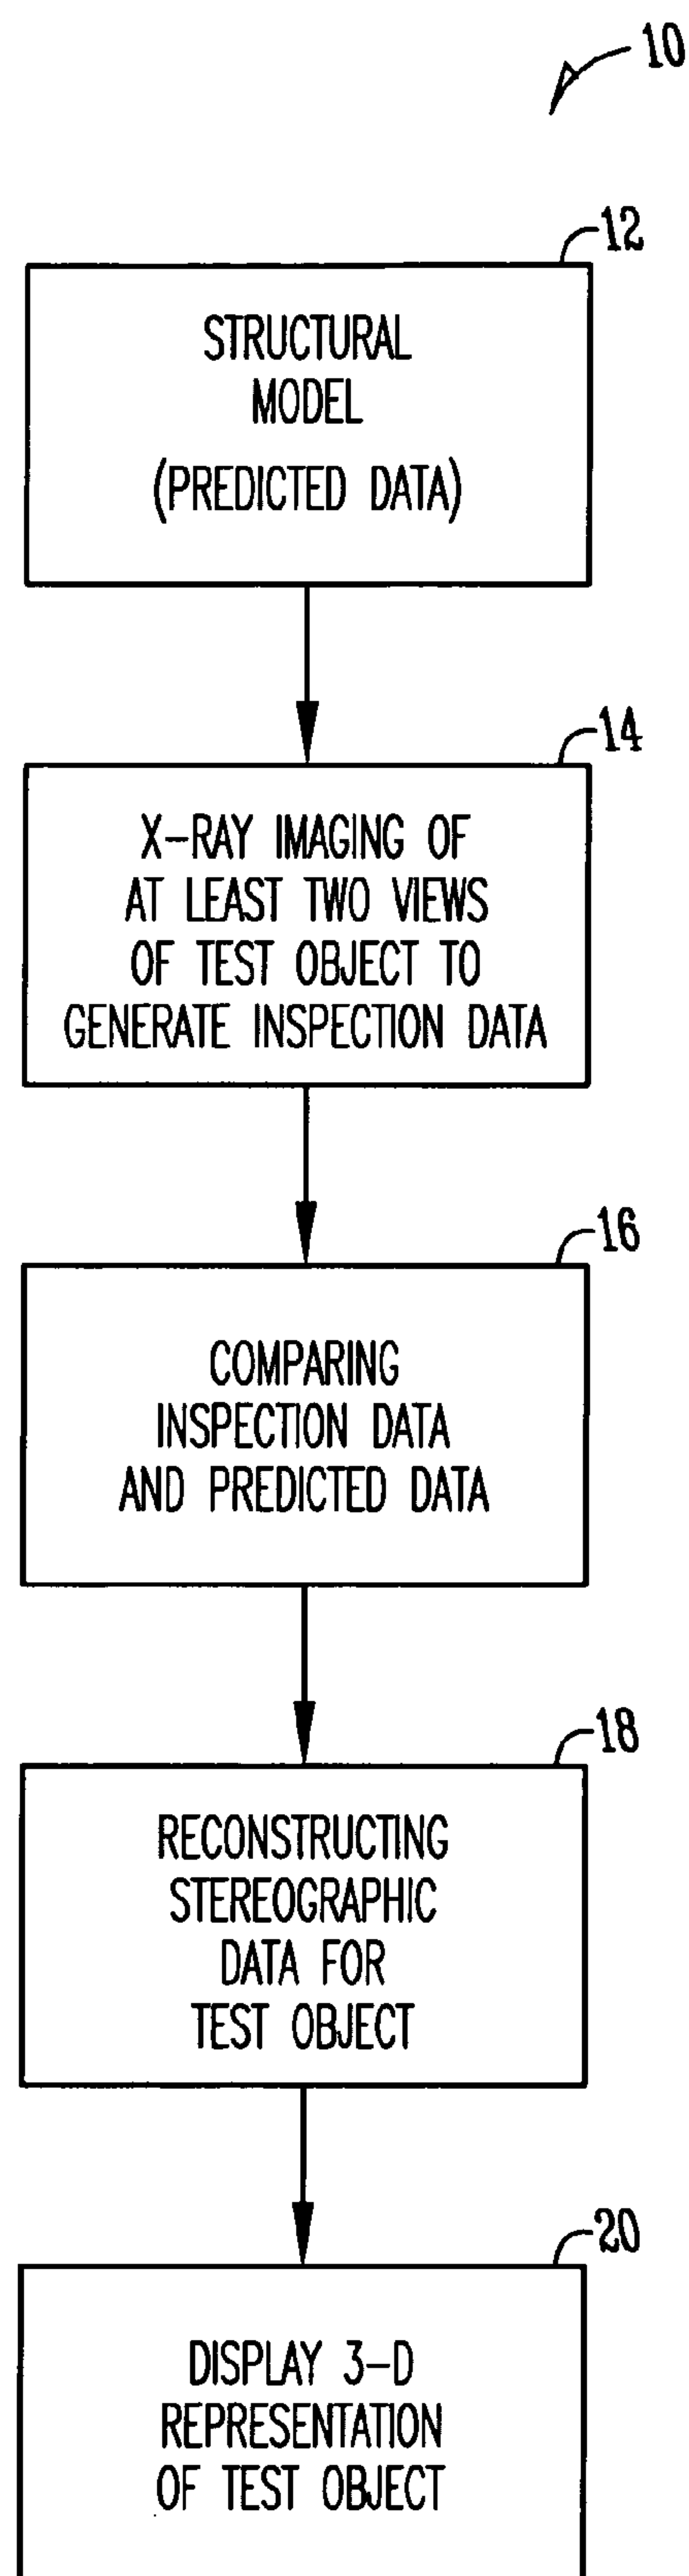 10
12
STRUCTURAL
MODEL
(PREDICTED DATA)
14
X-RAY IMAGING OF
AT LEAST TWO VIEWS
OF TEST OBJECT TO
GENERATE INSPECTION DATA
16
COMPARING
INSPECTION DATA
AND PREDICTED DATA
18
RECONSTRUCTING
STEREOGRAPHIC
DATA FOR
TEST OBJECT
20
DISPLAY 3-D
REPRESENTATION
OF TEST OBJECT